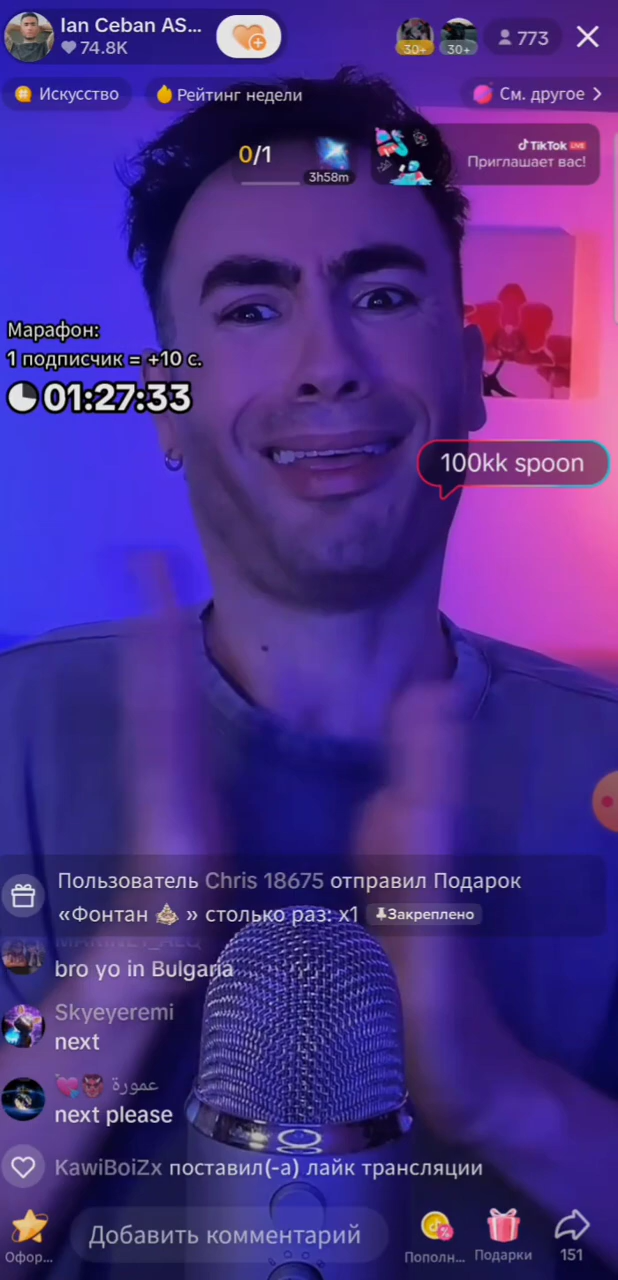 Ian Ceban AS...
74.8K
30+
30+
773
Искусство
Рейтинг недели
См. другое
0/1
3h58m
TikTok LIVE
Приглашает вас!
Марафон:
1 подписчик = +10 с.
01:27:33
100kk spoon
Пользователь Chris 18675 отправил Подарок
«Фонтан » столько раз: x1 Закреплено
bro yo in Bulgaria
Skyeyeremi
next
عمورة
next please
KawiBoiZx поставил(-а) лайк трансляции
Офор...
Добавить комментарий
Пополн...
Подарки
151